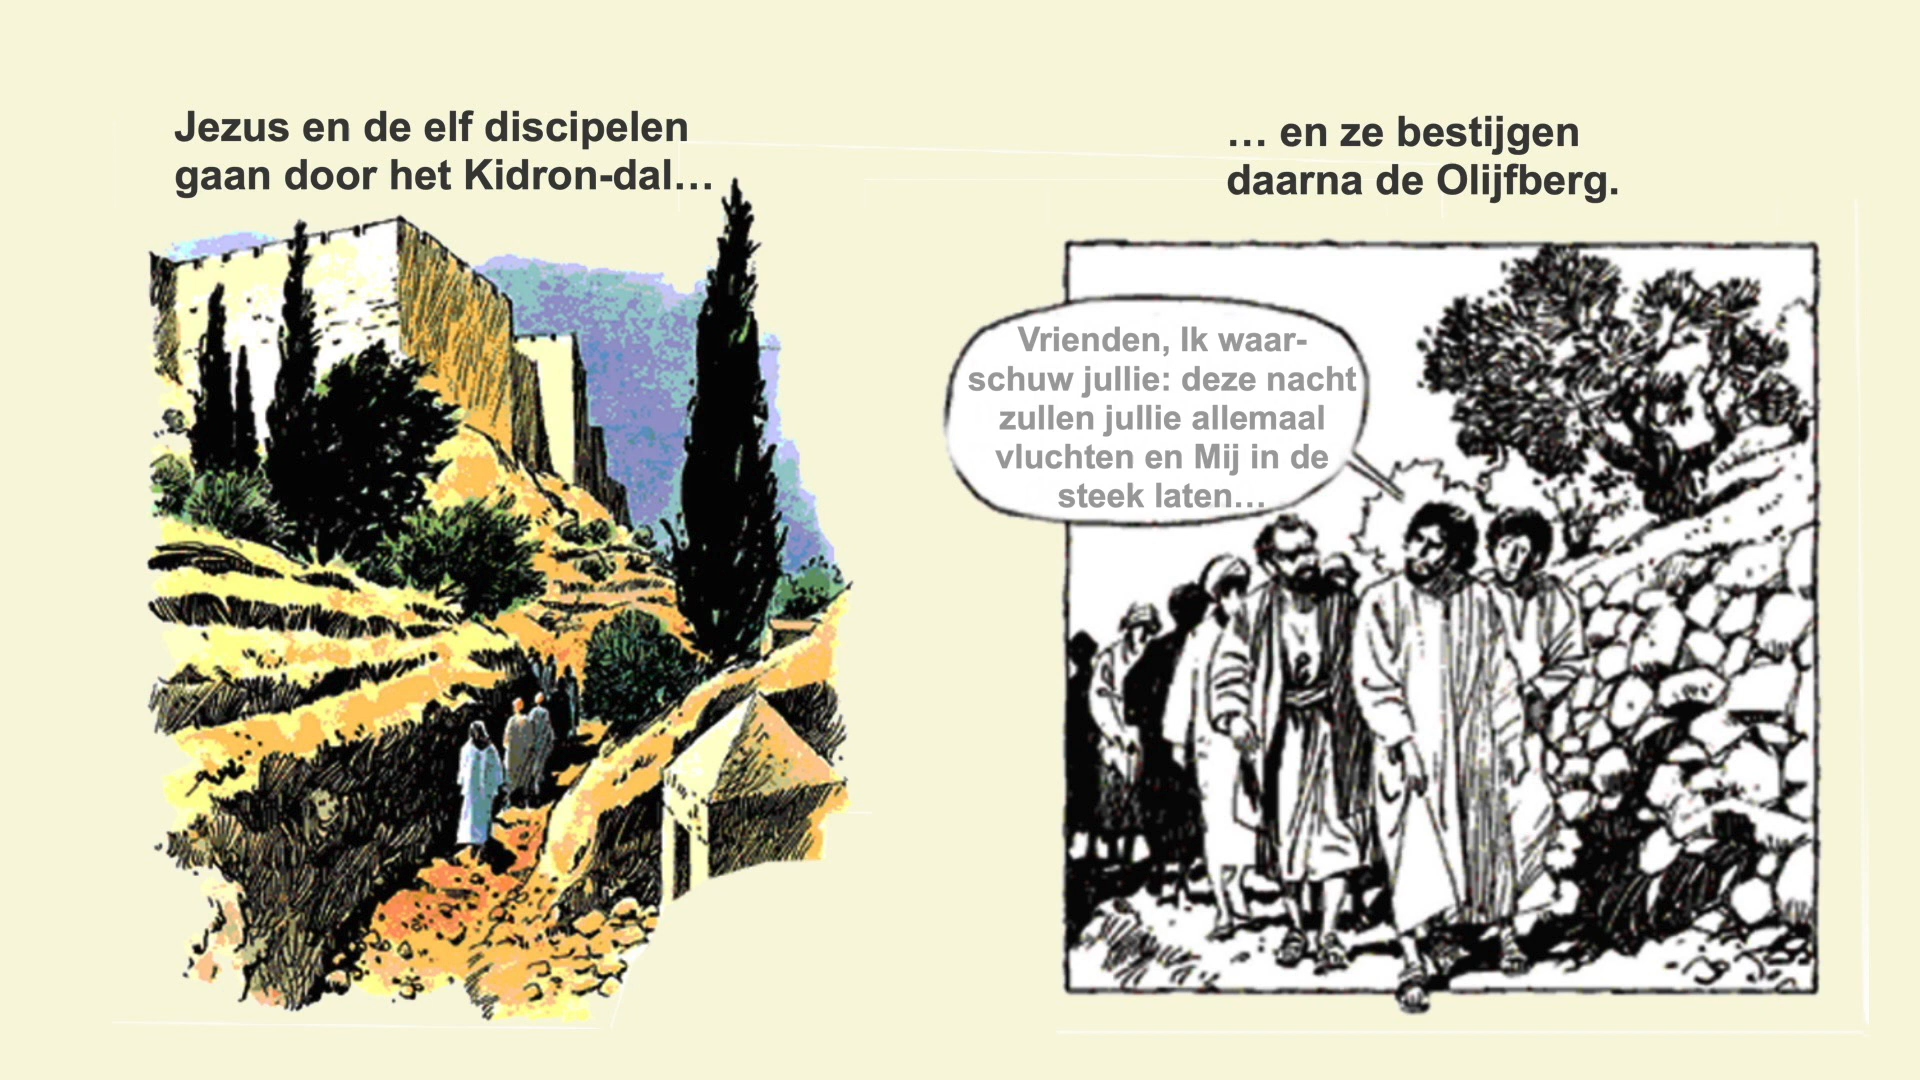 Jezus en de elf discipelen
gaan door het Kidron-dal…
… en ze bestijgen
daarna de Olijfberg.
Vrienden, Ik waar-
schuw jullie: deze nacht
zullen jullie allemaal
vluchten en Mij in de
steek laten…